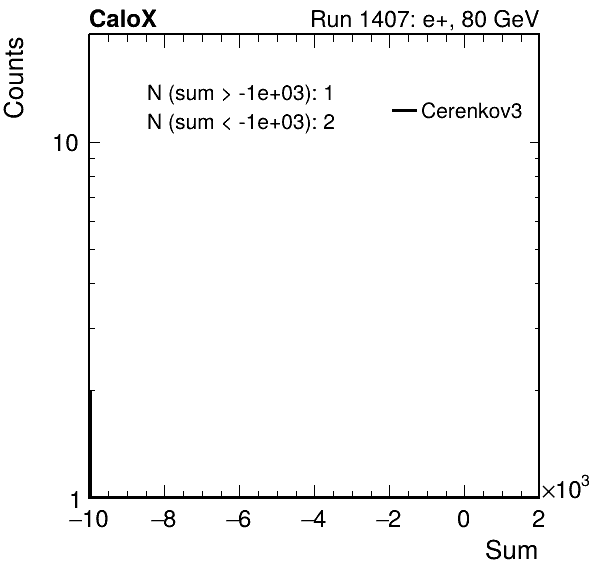 CaloX Run 1407: e+, 80 GeV
Counts
N (sum > -1e+03): 1
N (sum < -1e+03): 2
Cerenkov3
10
1
−10 −8 −6 −4 −2 0 2
×10³
Sum